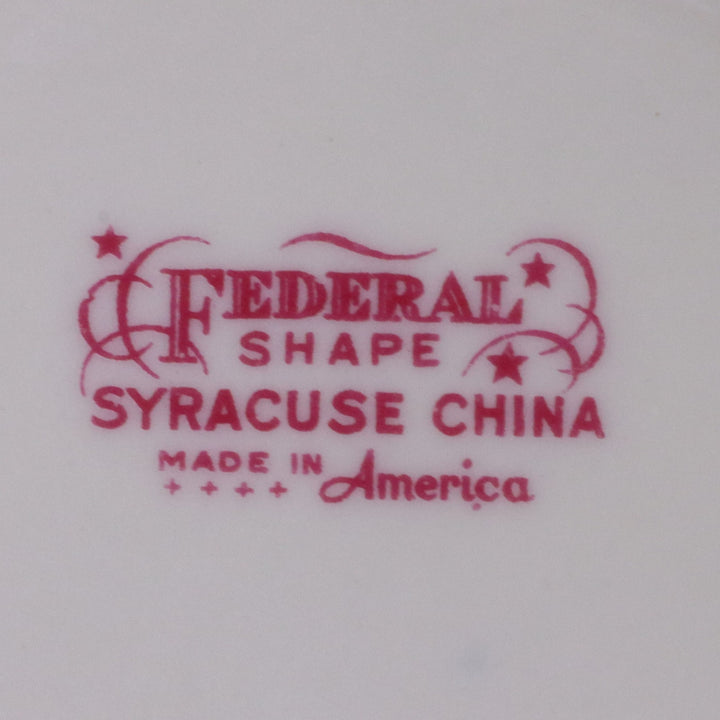 FEDERAL
SHAPE
SYRACUSE CHINA
MADE IN America
++++